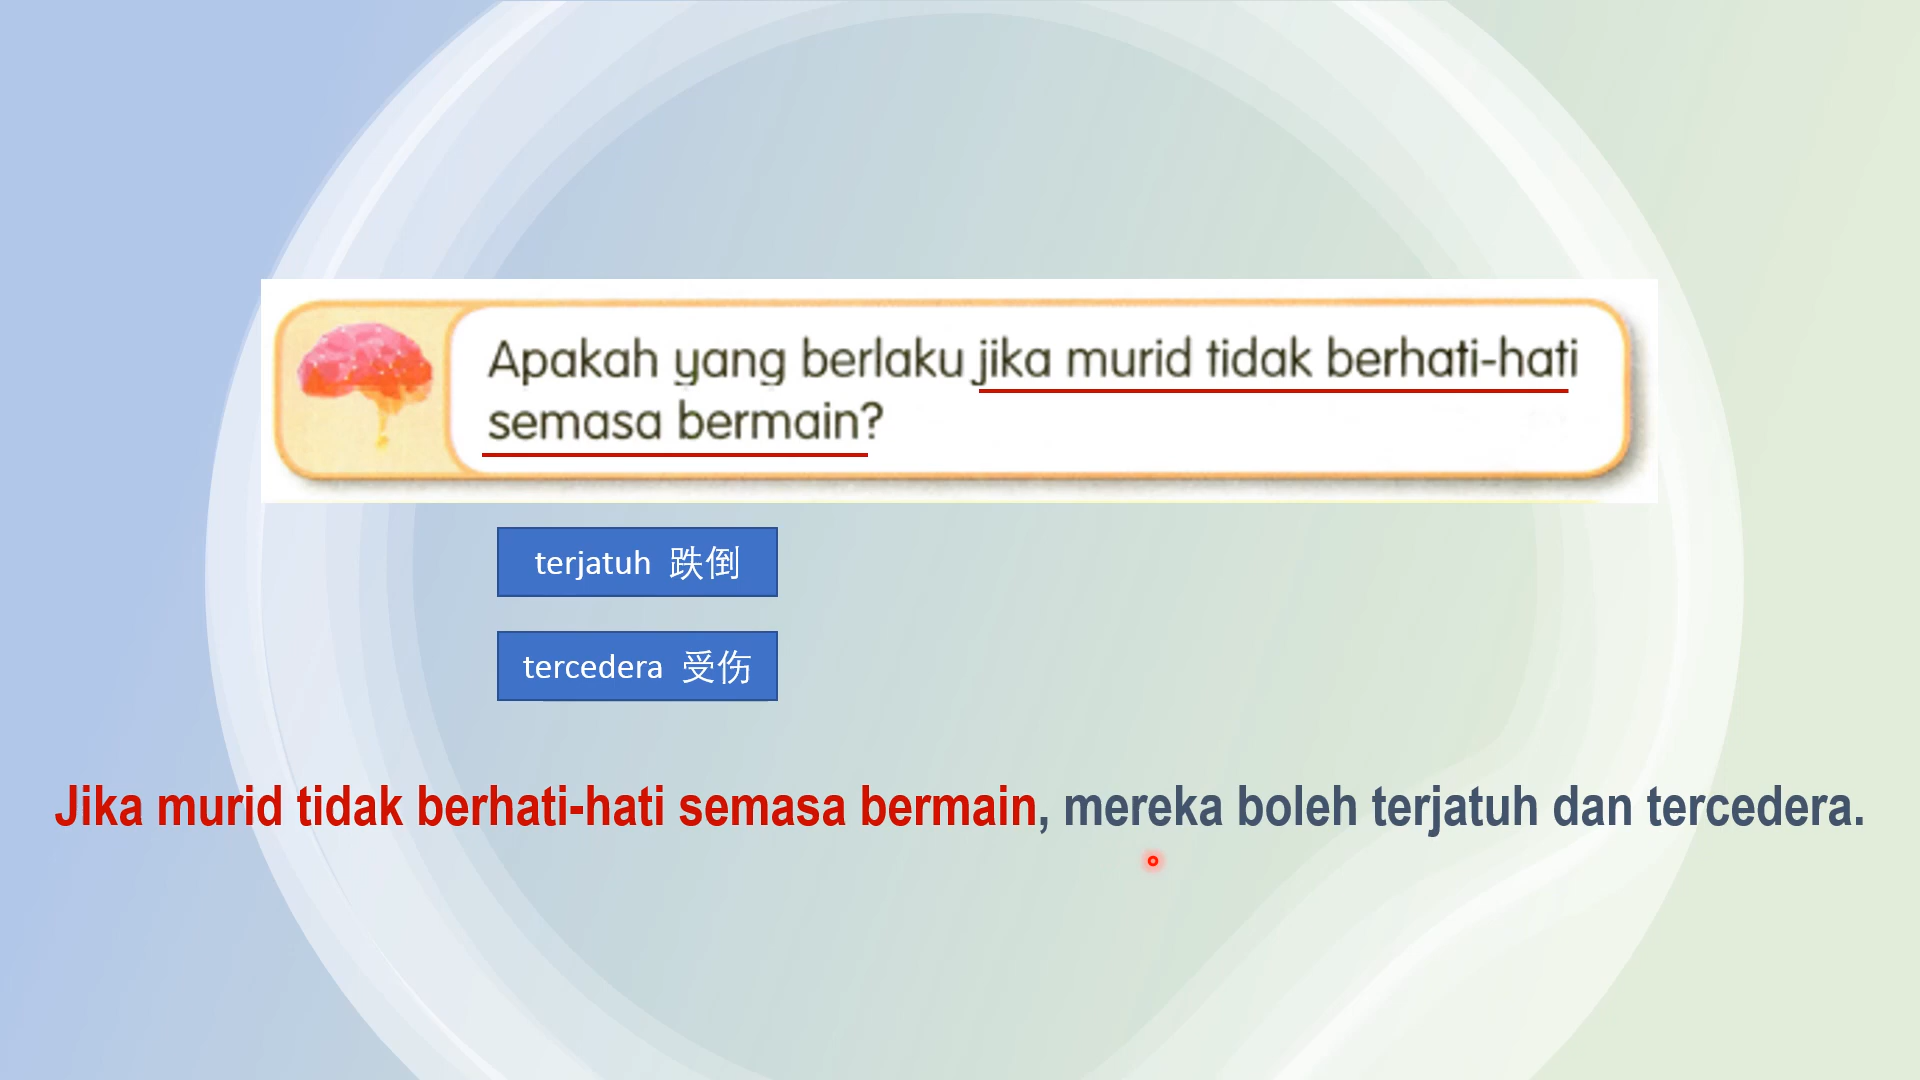 Apakah yang berlaku jika murid tidak berhati-hati
semasa bermain?
terjatuh 跌倒
tercedera 受伤
Jika murid tidak berhati-hati semasa bermain, mereka boleh terjatuh dan tercedera.